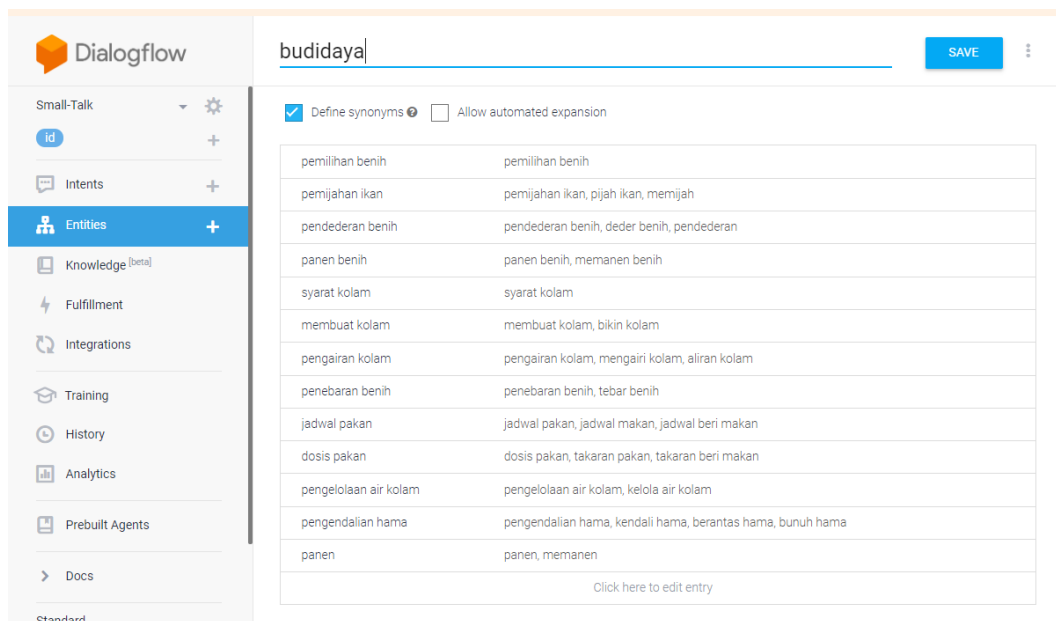 Dialogflow
budidaya
SAVE
Small-Talk
id
Intents
Entities
Knowledge [beta]
Fulfillment
Integrations
Training
History
Analytics
Prebuilt Agents
Docs
Standard
Define synonyms ? Allow automated expansion
pemilihan benih pemilihan benih
pemijahan ikan pemijahan ikan, pijah ikan, memijah
pendederan benih pendederan benih, deder benih, pendederan
panen benih panen benih, memanen benih
syarat kolam syarat kolam
membuat kolam membuat kolam, bikin kolam
pengairan kolam pengairan kolam, mengairi kolam, aliran kolam
penebaran benih penebaran benih, tebar benih
jadwal pakan jadwal pakan, jadwal makan, jadwal beri makan
dosis pakan dosis pakan, takaran pakan, takaran beri makan
pengelolaan air kolam pengelolaan air kolam, kelola air kolam
pengendalian hama pengendalian hama, kendali hama, berantas hama, bunuh hama
panen panen, memanen
Click here to edit entry